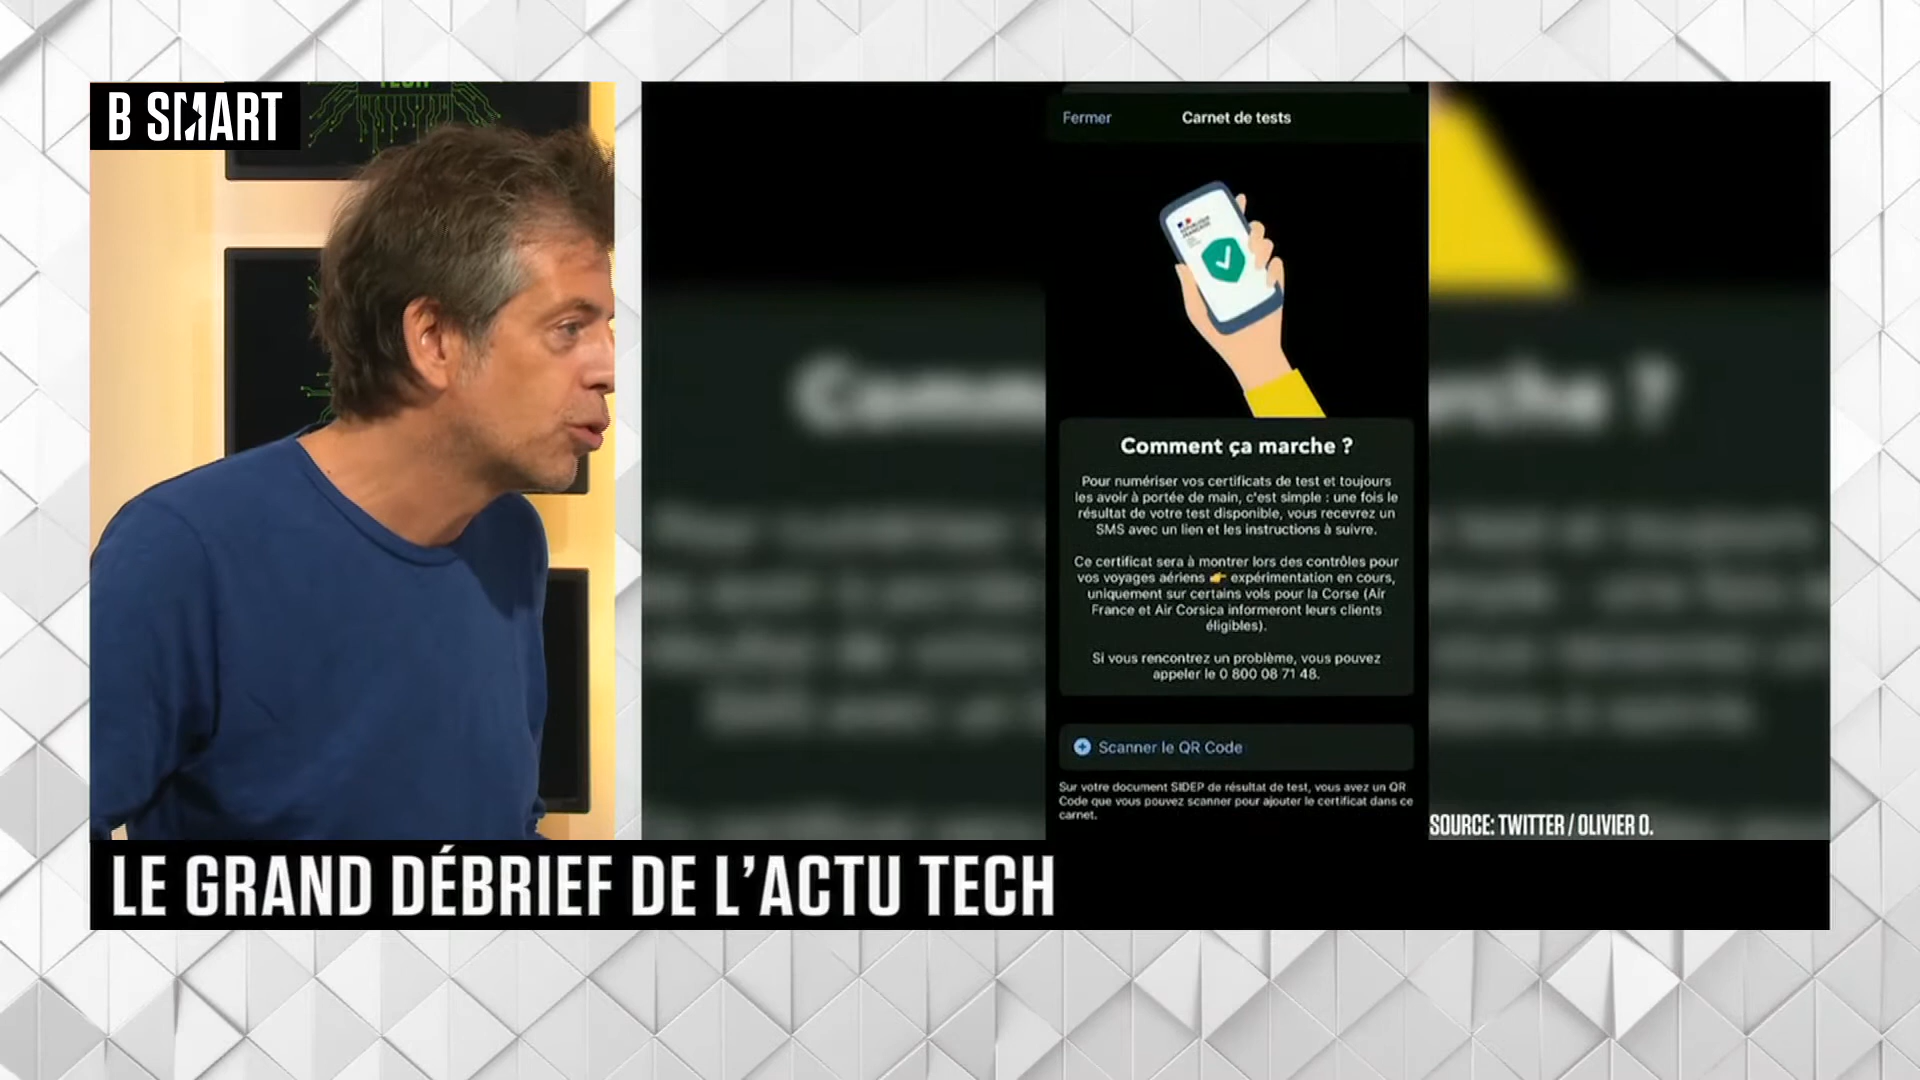 B SMART
TECH
Fermer
Carnet de tests
RÉPUBLIQUE
FRANÇAISE
Comm
arche ?
Comment ça marche ?
Pour numériser vos certificats de test et toujours
les avoir à portée de main, c'est simple : une fois le
résultat de votre test disponible, vous recevrez un
SMS avec un lien et les instructions à suivre.
Ce certificat sera à montrer lors des contrôles pour
vos voyages aériens 👉 expérimentation en cours,
uniquement sur certains vols pour la Corse (Air
France et Air Corsica informeront leurs clients
éligibles).
Si vous rencontrez un problème, vous pouvez
appeler le 0 800 08 71 48.
Scanner le QR Code
Sur votre document SIDEP de résultat de test, vous avez un QR
Code que vous pouvez scanner pour ajouter le certificat dans ce
carnet.
SOURCE: TWITTER / OLIVIER O.
LE GRAND DÉBRIEF DE L'ACTU TECH